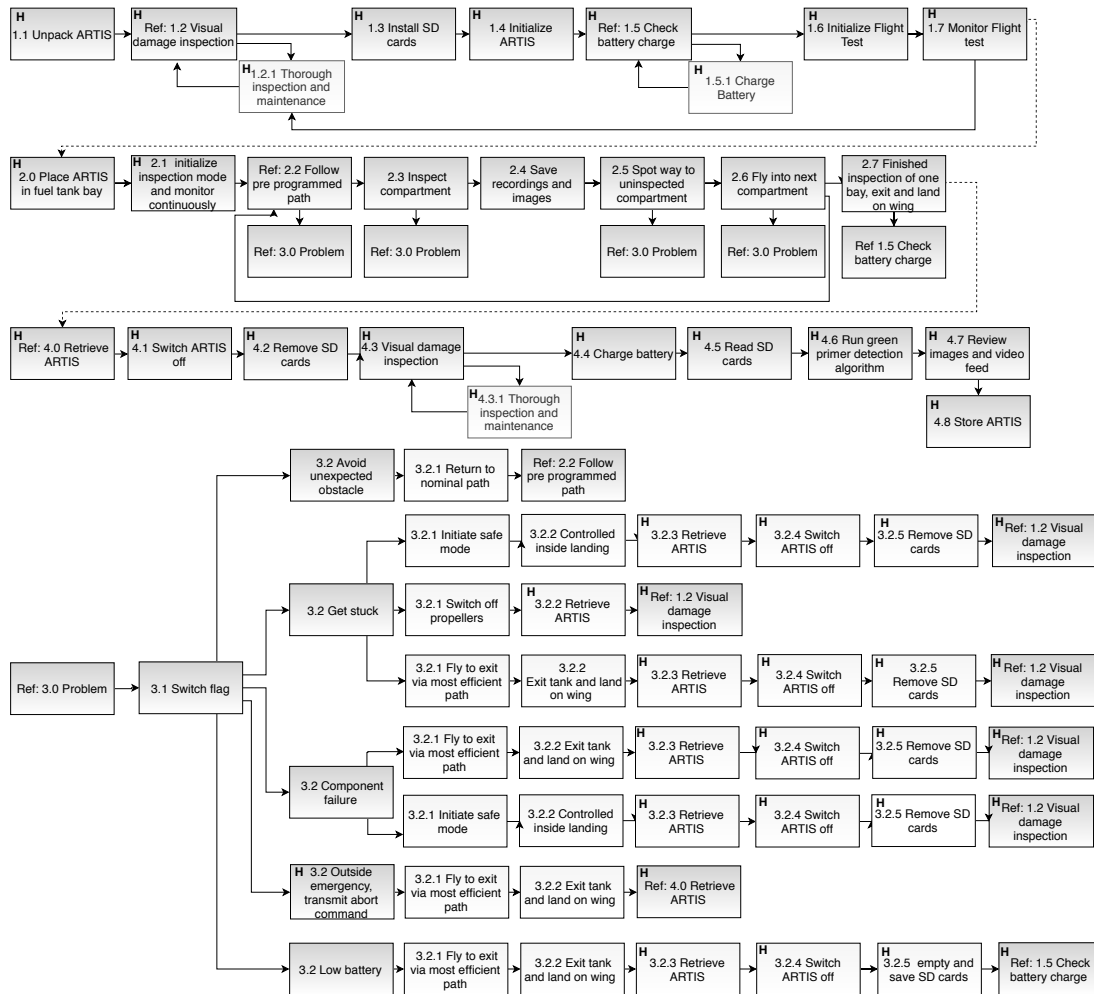 H
1.1 Unpack ARTIS
H
Ref: 1.2 Visual
damage inspection
H
1.3 Install SD
cards
H
1.4 Initialize
ARTIS
H
Ref: 1.5 Check
battery charge
H
1.6 Initialize Flight
Test
H
1.7 Monitor Flight
test
H
1.2.1 Thorough
inspection and
maintenance
H
1.5.1 Charge
Battery
H
2.0 Place ARTIS
in fuel tank bay
H
2.1 initialize
inspection mode
and monitor
continuously
Ref: 2.2 Follow
pre programmed
path
2.3 Inspect
compartment
2.4 Save
recordings and
images
2.5 Spot way to
uninspected
compartment
2.6 Fly into next
compartment
2.7 Finished
inspection of one
bay, exit and land
on wing
Ref: 3.0 Problem
Ref: 3.0 Problem
Ref: 3.0 Problem
Ref: 3.0 Problem
Ref 1.5 Check
battery charge
H
Ref: 4.0 Retrieve
ARTIS
H
4.1 Switch ARTIS
off
H
4.2 Remove SD
cards
H
4.3 Visual damage
inspection
H
4.4 Charge battery
H
4.5 Read SD
cards
H
4.6 Run green
primer detection
algorithm
H
4.7 Review
images and video
feed
H
4.3.1 Thorough
inspection and
maintenance
H
4.8 Store ARTIS
3.2 Avoid
unexpected
obstacle
3.2.1 Return to
nominal path
Ref: 2.2 Follow
pre programmed
path
3.2.1 Initiate safe
mode
3.2.2 Controlled
inside landing
H
3.2.3 Retrieve
ARTIS
H
3.2.4 Switch
ARTIS off
H
3.2.5 Remove SD
cards
H
Ref: 1.2 Visual
damage
inspection
3.2 Get stuck
3.2.1 Switch off
propellers
H
3.2.2 Retrieve
ARTIS
H
Ref: 1.2 Visual
damage
inspection
3.2.1 Fly to exit
via most efficient
path
3.2.2
Exit tank and land
on wing
H
3.2.3 Retrieve
ARTIS
H
3.2.4 Switch
ARTIS off
H
3.2.5
Remove SD
cards
H
Ref: 1.2 Visual
damage
inspection
Ref: 3.0 Problem
3.1 Switch flag
3.2 Component
failure
3.2.1 Fly to exit
via most efficient
path
3.2.2 Exit tank
and land on wing
H
3.2.3 Retrieve
ARTIS
H
3.2.4 Switch
ARTIS off
H
3.2.5 Remove SD
cards
H
Ref: 1.2 Visual
damage
inspection
3.2.1 Initiate safe
mode
3.2.2 Controlled
inside landing
H
3.2.3 Retrieve
ARTIS
H
3.2.4 Switch
ARTIS off
H
3.2.5 Remove SD
cards
H
Ref: 1.2 Visual
damage
inspection
H
3.2 Outside
emergency,
transmit abort
command
3.2.1 Fly to exit
via most efficient
path
3.2.2 Exit tank
and land on wing
H
Ref: 4.0 Retrieve
ARTIS
3.2 Low battery
3.2.1 Fly to exit
via most efficient
path
3.2.2 Exit tank
and land on wing
H
3.2.3 Retrieve
ARTIS
H
3.2.4 Switch
ARTIS off
H
3.2.5 empty and
save SD cards
H
Ref: 1.5 Check
battery charge